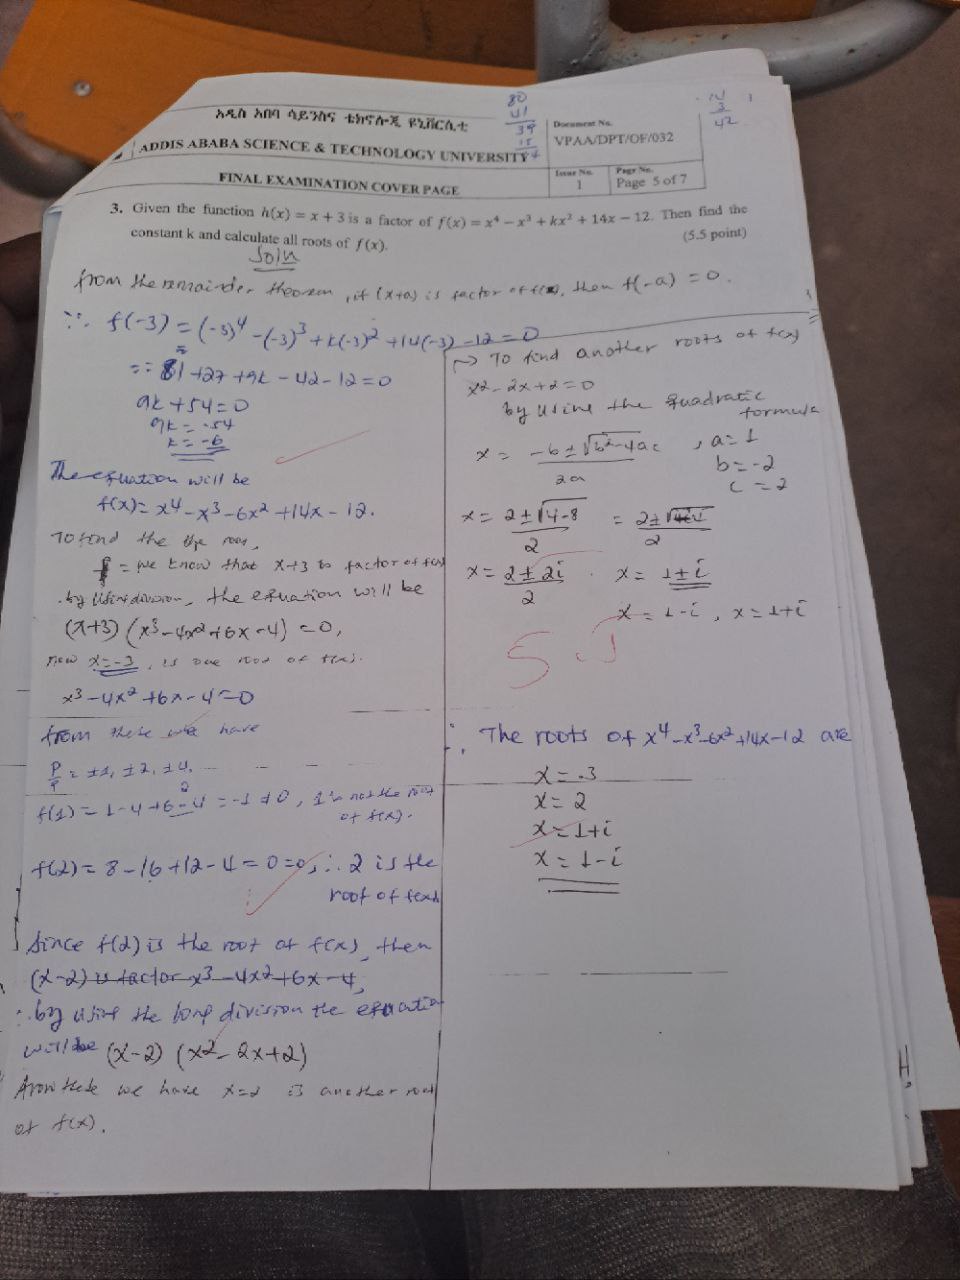 አዲስ አበባ ሳይንስና ቴክኖሎጂ ዩኒቨርሲቲ
ADDIS ABABA SCIENCE & TECHNOLOGY UNIVERSITY
FINAL EXAMINATION COVER PAGE
Document No.
VPAA/DPT/OF/032
Issue No.
1
Page No.
Page 5 of 7
80
41
39
15
3
42
3. Given the function h(x) = x + 3 is a factor of f(x) = x⁴ − x³ + kx² + 14x − 12. Then find the
constant k and calculate all roots of f(x). (5.5 point)
Soln
from the remainder theorem, if (x+a) is factor of f(x), then f(-a) = 0.
∵ f(-3) = (-3)⁴ -(-3)³ + k(-3)² +14(-3) -12 = 0
81 +27 +9k - 42 - 12 = 0
9k + 54 = 0
9k = -54
k = -6
The equation will be
f(x) = x⁴ - x³ - 6x² + 14x - 12.
To find the the roos,
= we know that x+3 is factor of f(x)
by division, the equation will be
(x+3) (x³ - 4x² + 6x - 4) = 0,
now x = -3, is one root of f(x).
x³ - 4x² + 6x - 4 = 0
from these we have
P/q = ±1, ±2, ±4,
f(1) = 1 - 4 + 6 - 4 = -1 ≠ 0, 1 is not the root
of f(x).
f(2) = 8 - 16 + 12 - 4 = 0 = 0, ∴ 2 is the
root of f(x)
Since f(2) is the root of f(x), then
(x-2) is factor x³ - 4x² + 6x - 4,
∴ by using the long division the equation
will be (x-2) (x² - 2x + 2)
from here we have x=2 is another root
of f(x).
→ To find another roots of f(x)
x² - 2x + 2 = 0
by using the quadratic
formula
x = -b ± √b² - 4ac / 2a , a = 1
b = -2
c = 2
x = 2 ± √4-8 / 2 = 2 ± / 2
x = 2 ± 2i / 2 . x = 1 ± i
x = 1 - i , x = 1 + i
5.5
∴ The roots of x⁴ - x³ - 6x² + 14x - 12 are
x = -3
x = 2
x = 1 + i
x = 1 - i
H.